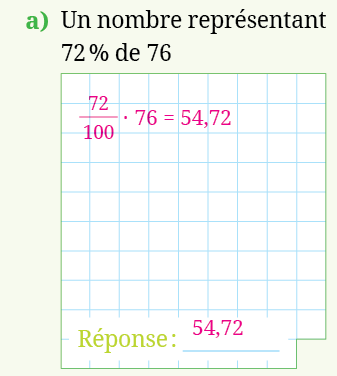 a) Un nombre représentant
72 % de 76
72/100 · 76 = 54,72
Réponse : 54,72